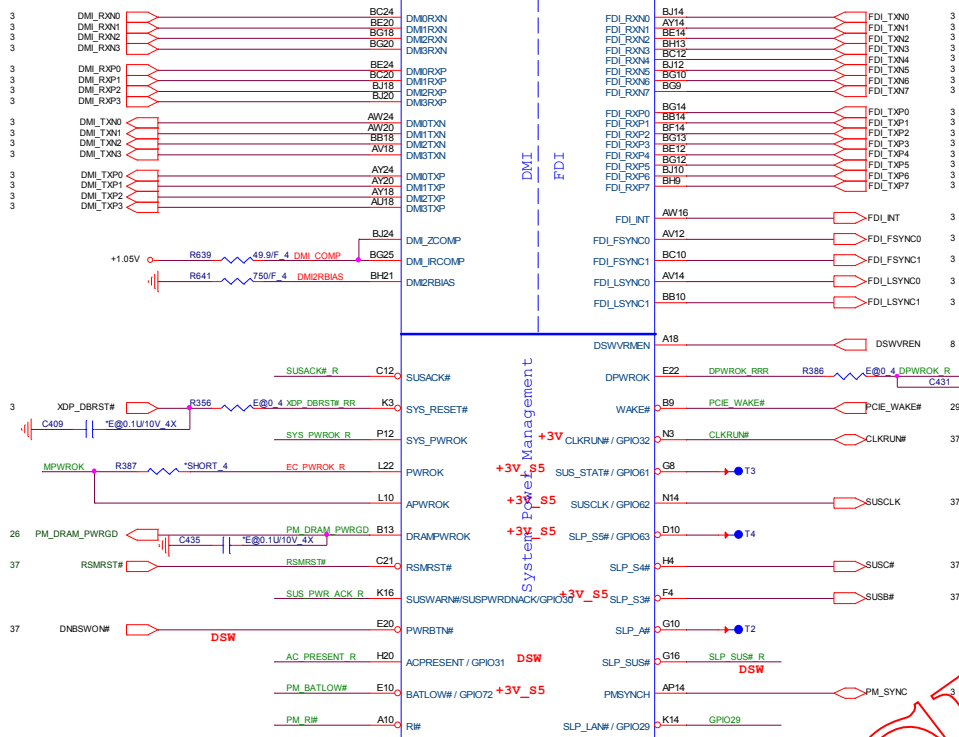 3 DMI_RXN0 BC24 DMI0RXN FDI_RXN0 BJ14 FDI_TXN0 3
3 DMI_RXN1 BE20 DMI1RXN FDI_RXN1 AY14 FDI_TXN1 3
3 DMI_RXN2 BG18 DMI2RXN FDI_RXN2 BE14 FDI_TXN2 3
3 DMI_RXN3 BG20 DMI3RXN FDI_RXN3 BH13 FDI_TXN3 3
FDI_RXN4 BC12 FDI_TXN4 3
3 DMI_RXP0 BE24 DMI0RXP FDI_RXN5 BJ12 FDI_TXN5 3
3 DMI_RXP1 BC20 DMI1RXP FDI_RXN6 BG10 FDI_TXN6 3
3 DMI_RXP2 BJ18 DMI2RXP FDI_RXN7 BG9 FDI_TXN7 3
3 DMI_RXP3 BJ20 DMI3RXP
FDI_RXP0 BG14 FDI_TXP0 3
3 DMI_TXN0 AW24 DMI0TXN FDI_RXP1 BB14 FDI_TXP1 3
3 DMI_TXN1 AW20 DMI1TXN FDI_RXP2 BF14 FDI_TXP2 3
3 DMI_TXN2 BB18 DMI2TXN FDI_RXP3 BG13 FDI_TXP3 3
3 DMI_TXN3 AV18 DMI3TXN FDI_RXP4 BE12 FDI_TXP4 3
FDI_RXP5 BG12 FDI_TXP5 3
3 DMI_TXP0 AY24 DMI0TXP FDI_RXP6 BJ10 FDI_TXP6 3
3 DMI_TXP1 AY20 DMI1TXP FDI_RXP7 BH9 FDI_TXP7 3
3 DMI_TXP2 AY18 DMI2TXP
3 DMI_TXP3 AU18 DMI3TXP
DMI
FDI
FDI_INT AW16 FDI_INT 3
BJ24 DMI_ZCOMP FDI_FSYNC0 AV12 FDI_FSYNC0 3
+1.05V R639 49.9/F_4 DMI_COMP BG25 DMI_IRCOMP FDI_FSYNC1 BC10 FDI_FSYNC1 3
R641 750/F_4 DMI2RBIAS BH21 DMI2RBIAS FDI_LSYNC0 AV14 FDI_LSYNC0 3
FDI_LSYNC1 BB10 FDI_LSYNC1 3
DSWVRMEN A18 DSWVREN 8
System Power Management
SUSACK#_R C12 SUSACK# DPWROK E22 DPWROK_RRR R386 E@0_4 DPWROK_R
C431
3 XDP_DBRST# R356 E@0_4 XDP_DBRST#_RR K3 SYS_RESET# WAKE# B9 PCIE_WAKE# PCIE_WAKE# 29
C409 *E@0.1U/10V_4X
SYS_PWROK_R P12 SYS_PWROK +3V CLKRUN# / GPIO32 N3 CLKRUN# CLKRUN# 37
MPWROK R387 *SHORT_4 EC_PWROK_R L22 PWROK +3V_S5 SUS_STAT# / GPIO61 G8 T3
L10 APWROK +3V_S5 SUSCLK / GPIO62 N14 SUSCLK 37
26 PM_DRAM_PWRGD PM_DRAM_PWRGD B13 DRAMPWROK +3V_S5 SLP_S5# / GPIO63 D10 T4
C435 *E@0.1U/10V_4X
37 RSMRST# RSMRST# C21 RSMRST# SLP_S4# H4 SUSC# 37
SUS_PWR_ACK_R K16 SUSWARN#/SUSPWRDNACK/GPIO30 +3V_S5 SLP_S3# F4 SUSB# 37
37 DNBSWON# DSW E20 PWRBTN# SLP_A# G10 T2
AC_PRESENT_R H20 ACPRESENT / GPIO31 DSW SLP_SUS# G16 SLP_SUS#_R
DSW
PM_BATLOW# E10 BATLOW# / GPIO72 +3V_S5 PMSYNCH AP14 PM_SYNC 3
PM_RI# A10 RI# SLP_LAN# / GPIO29 K14 GPIO29